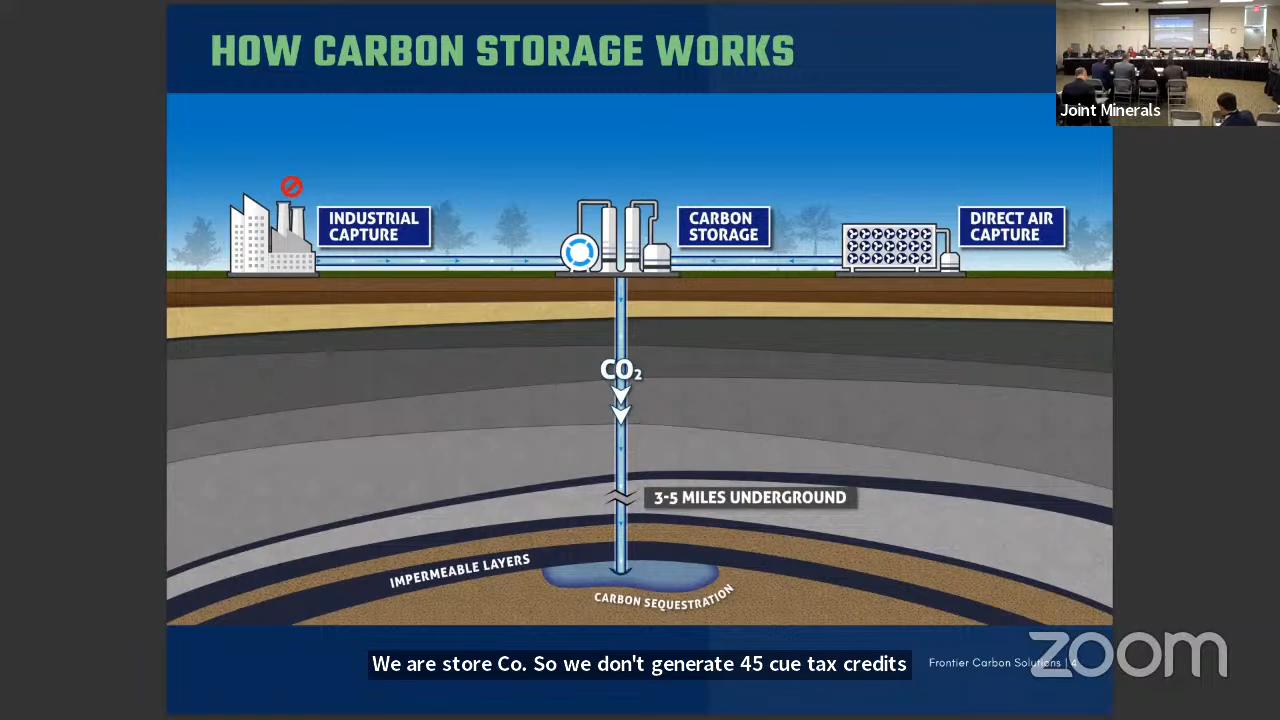 HOW CARBON STORAGE WORKS
Joint Minerals
INDUSTRIAL
CAPTURE
CARBON
STORAGE
DIRECT AIR
CAPTURE
CO₂
3-5 MILES UNDERGROUND
IMPERMEABLE LAYERS
CARBON SEQUESTRATION
We are store Co. So we don't generate 45 cue tax credits
Frontier Carbon Solutions | 4
zoom